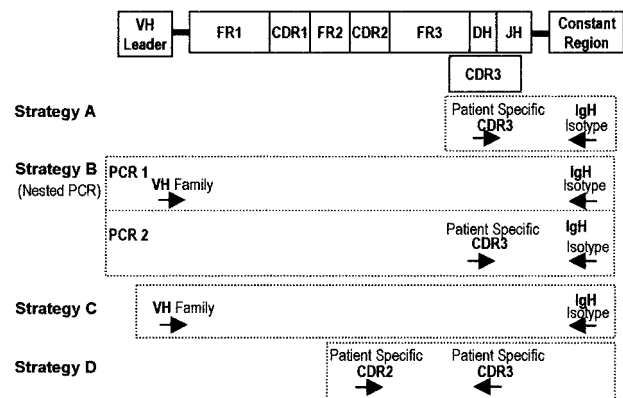 VH
Leader
FR1
CDR1
FR2
CDR2
FR3
DH
JH
Constant
Region
CDR3
Strategy A
Patient Specific
CDR3
IgH
Isotype
Strategy B
(Nested PCR)
PCR 1
VH Family
IgH
Isotype
PCR 2
Patient Specific
CDR3
IgH
Isotype
Strategy C
VH Family
IgH
Isotype
Strategy D
Patient Specific
CDR2
Patient Specific
CDR3